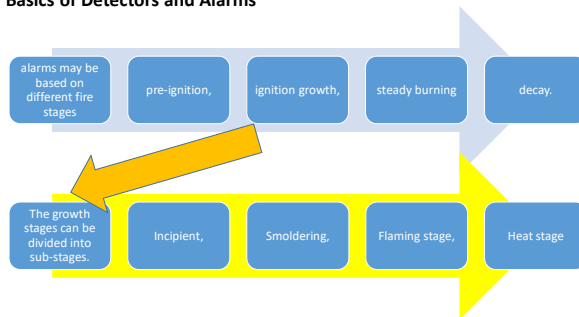 Basics of Detectors and Alarms
alarms may be
based on
different fire
stages
pre-ignition,
ignition growth,
steady burning
decay.
The growth
stages can be
divided into
sub-stages.
Incipient,
Smoldering,
Flaming stage,
Heat stage